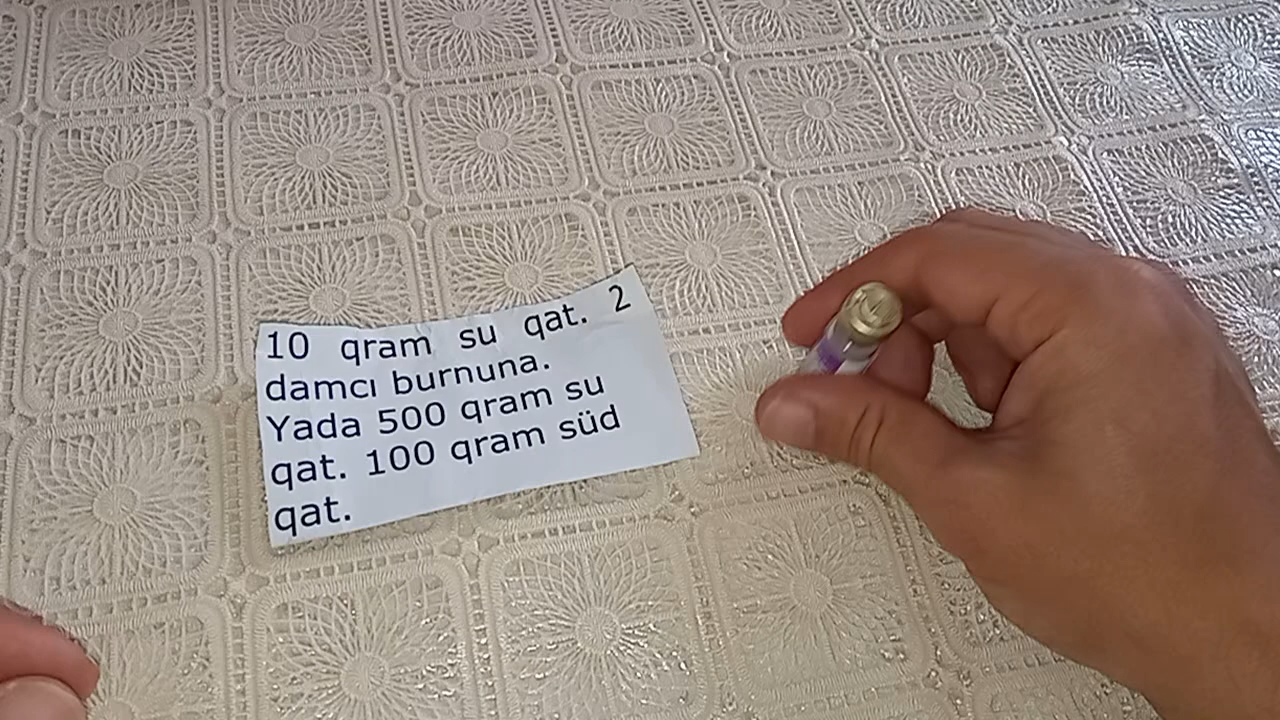 10 qram su qat. 2
damcı burnuna.
Yada 500 qram su
qat. 100 qram süd
qat.